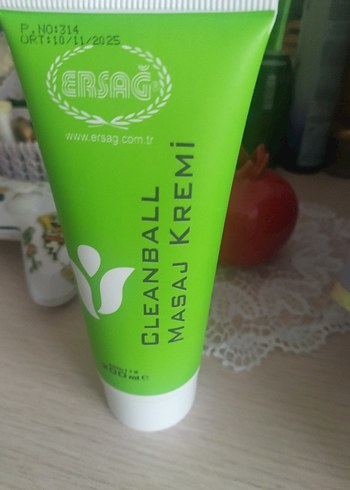 P.NO:314
ÜRT:10/11/2025
ERSAĞ
www.ersag.com.tr
CLEANBALL
MASAJ KREMİ